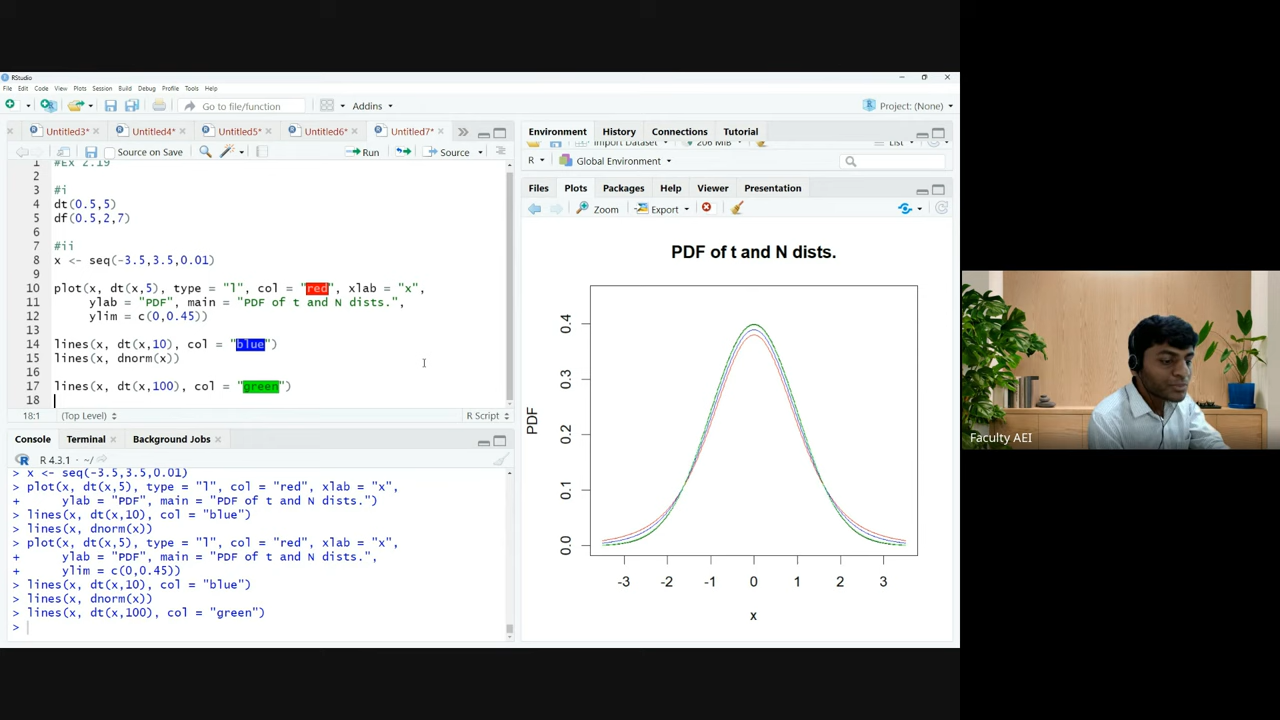 RStudio
File Edit Code View Plots Session Build Debug Profile Tools Help
Go to file/function
Addins
Project: (None)
Untitled3*
Untitled4*
Untitled5*
Untitled6*
Untitled7*
Source on Save
Run
Source
1 #Ex 2.19
2
3 #i
4 dt(0.5,5)
5 df(0.5,2,7)
6
7 #ii
8 x <- seq(-3.5,3.5,0.01)
9
10 plot(x, dt(x,5), type = "l", col = "red", xlab = "x",
11 ylab = "PDF", main = "PDF of t and N dists.",
12 ylim = c(0,0.45))
13
14 lines(x, dt(x,10), col = "blue")
15 lines(x, dnorm(x))
16
17 lines(x, dt(x,100), col = "green")
18
18:1 (Top Level) R Script
Console Terminal Background Jobs
R 4.3.1 · ~/
> x <- seq(-3.5,3.5,0.01)
> plot(x, dt(x,5), type = "l", col = "red", xlab = "x",
+ ylab = "PDF", main = "PDF of t and N dists.")
> lines(x, dt(x,10), col = "blue")
> lines(x, dnorm(x))
> plot(x, dt(x,5), type = "l", col = "red", xlab = "x",
+ ylab = "PDF", main = "PDF of t and N dists.",
+ ylim = c(0,0.45))
> lines(x, dt(x,10), col = "blue")
> lines(x, dnorm(x))
> lines(x, dt(x,100), col = "green")
>
Environment History Connections Tutorial
Import Dataset 206 MiB List
R Global Environment
Files Plots Packages Help Viewer Presentation
Zoom Export
PDF of t and N dists.
PDF
0.4
0.3
0.2
0.1
0.0
-3 -2 -1 0 1 2 3
x
Faculty AEI